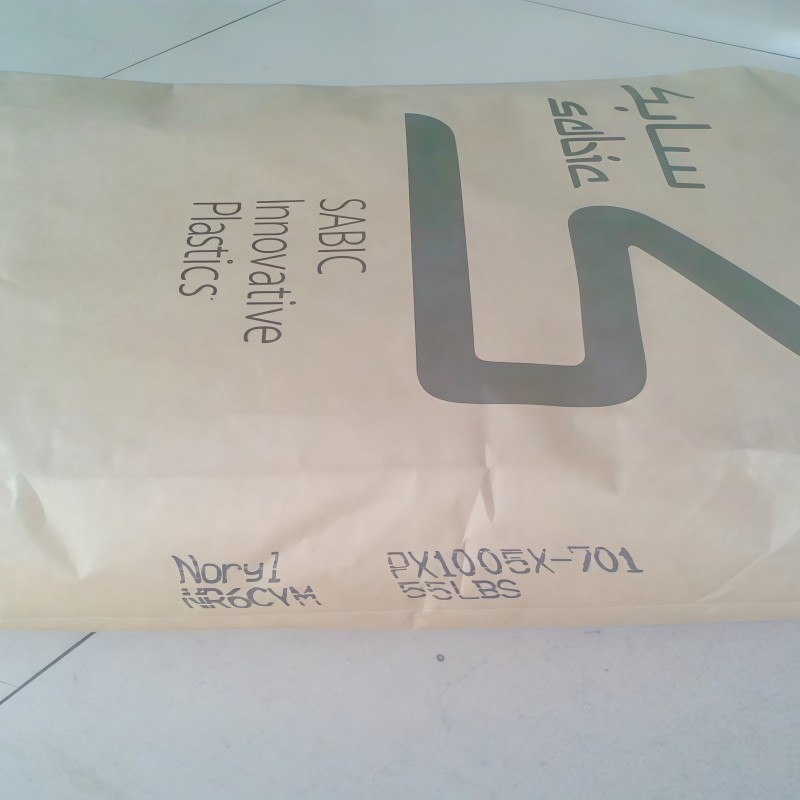 سابك
sabic
SABIC
Innovative
Plastics
Noryl PX1005X-701
NR6CYM 55LBS